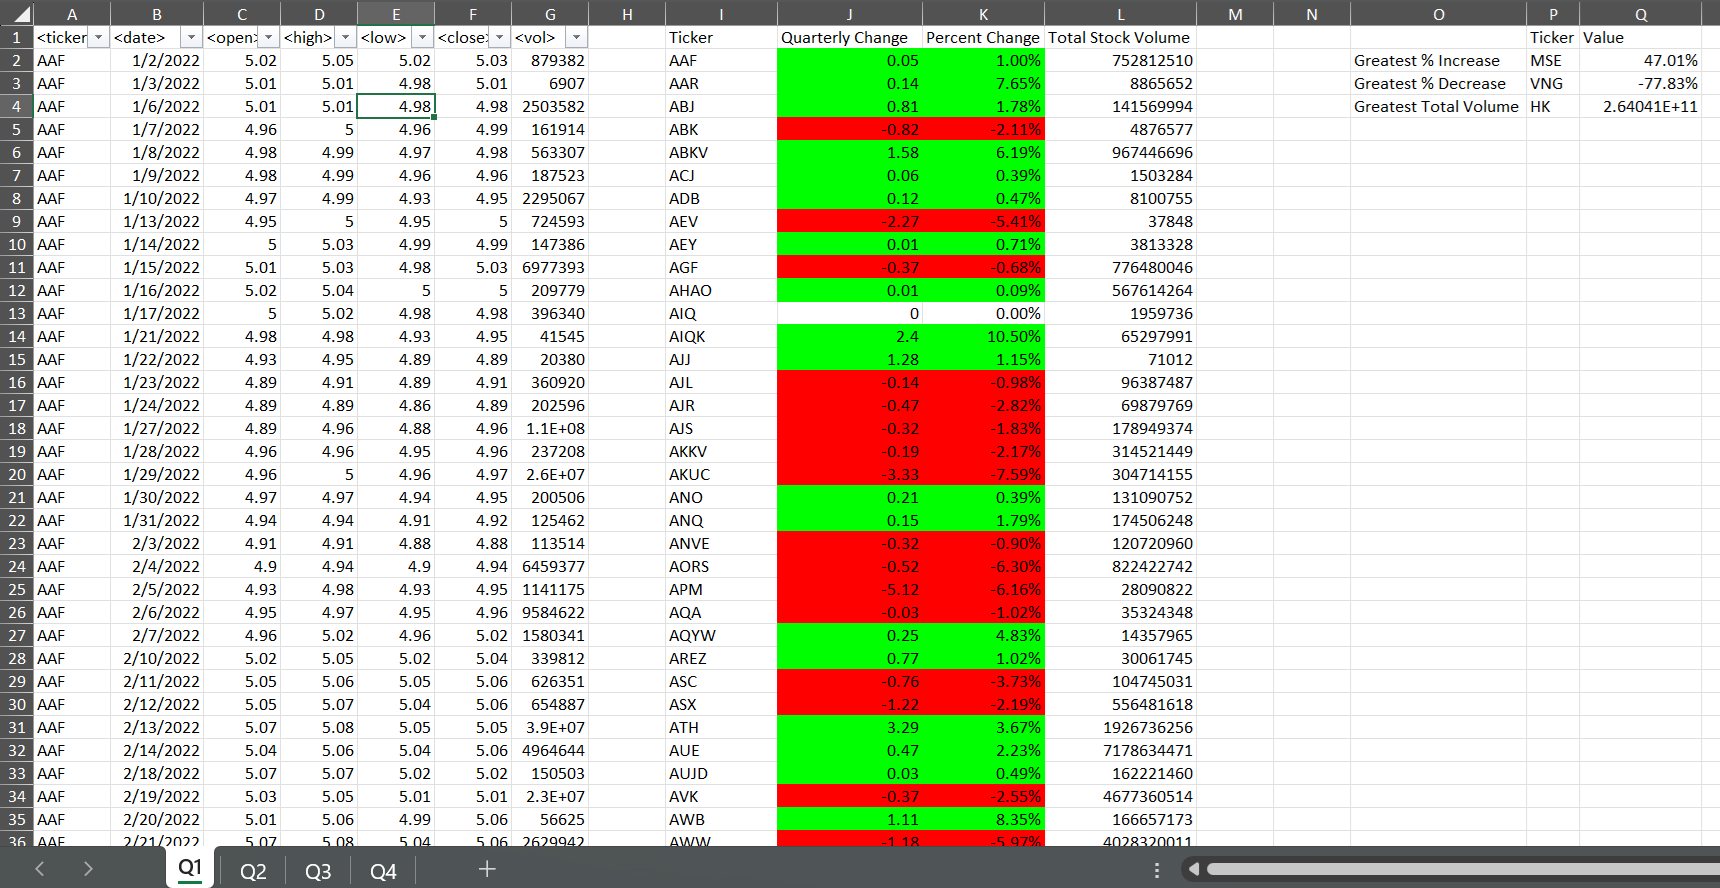 A B C D E F G H I J K L M N O P Q
1 <ticker <date> <open> <high> <low> <close> <vol> Ticker Quarterly Change Percent Change Total Stock Volume Ticker Value
2 AAF 1/2/2022 5.02 5.05 5.02 5.03 879382 AAF 0.05 1.00% 752812510 Greatest % Increase MSE 47.01%
3 AAF 1/3/2022 5.01 5.01 4.98 5.01 6907 AAR 0.14 7.65% 8865652 Greatest % Decrease VNG -77.83%
4 AAF 1/6/2022 5.01 5.01 4.98 4.98 2503582 ABJ 0.81 1.78% 141569994 Greatest Total Volume HK 2.64041E+11
5 AAF 1/7/2022 4.96 5 4.96 4.99 161914 ABK -0.82 -2.11% 4876577
6 AAF 1/8/2022 4.98 4.99 4.97 4.98 563307 ABKV 1.58 6.19% 967446696
7 AAF 1/9/2022 4.98 4.99 4.96 4.96 187523 ACJ 0.06 0.39% 1503284
8 AAF 1/10/2022 4.97 4.99 4.93 4.95 2295067 ADB 0.12 0.47% 8100755
9 AAF 1/13/2022 4.95 5 4.95 5 724593 AEV -2.27 -5.41% 37848
10 AAF 1/14/2022 5 5.03 4.99 4.99 147386 AEY 0.01 0.71% 3813328
11 AAF 1/15/2022 5.01 5.03 4.98 5.03 6977393 AGF -0.37 -0.68% 776480046
12 AAF 1/16/2022 5.02 5.04 5 5 209779 AHAO 0.01 0.09% 567614264
13 AAF 1/17/2022 5 5.02 4.98 4.98 396340 AIQ 0 0.00% 1959736
14 AAF 1/21/2022 4.98 4.98 4.93 4.95 41545 AIQK 2.4 10.50% 65297991
15 AAF 1/22/2022 4.93 4.95 4.89 4.89 20380 AJJ 1.28 1.15% 71012
16 AAF 1/23/2022 4.89 4.91 4.89 4.91 360920 AJL -0.14 -0.98% 96387487
17 AAF 1/24/2022 4.89 4.89 4.86 4.89 202596 AJR -0.47 -2.82% 69879769
18 AAF 1/27/2022 4.89 4.96 4.88 4.96 1.1E+08 AJS -0.32 -1.83% 178949374
19 AAF 1/28/2022 4.96 4.96 4.95 4.96 237208 AKKV -0.19 -2.17% 314521449
20 AAF 1/29/2022 4.96 5 4.96 4.97 2.6E+07 AKUC -3.33 -7.59% 304714155
21 AAF 1/30/2022 4.97 4.97 4.94 4.95 200506 ANO 0.21 0.39% 131090752
22 AAF 1/31/2022 4.94 4.94 4.91 4.92 125462 ANQ 0.15 1.79% 174506248
23 AAF 2/3/2022 4.91 4.91 4.88 4.88 113514 ANVE -0.32 -0.90% 120720960
24 AAF 2/4/2022 4.9 4.94 4.9 4.94 6459377 AORS -0.52 -6.30% 822422742
25 AAF 2/5/2022 4.93 4.98 4.93 4.95 1141175 APM -5.12 -6.16% 28090822
26 AAF 2/6/2022 4.95 4.97 4.95 4.96 9584622 AQA -0.03 -1.02% 35324348
27 AAF 2/7/2022 4.96 5.02 4.96 5.02 1580341 AQYW 0.25 4.83% 14357965
28 AAF 2/10/2022 5.02 5.05 5.02 5.04 339812 AREZ 0.77 1.02% 30061745
29 AAF 2/11/2022 5.05 5.06 5.05 5.06 626351 ASC -0.76 -3.73% 104745031
30 AAF 2/12/2022 5.05 5.07 5.04 5.06 654887 ASX -1.22 -2.19% 556481618
31 AAF 2/13/2022 5.07 5.08 5.05 5.05 3.9E+07 ATH 3.29 3.67% 1926736256
32 AAF 2/14/2022 5.04 5.06 5.04 5.06 4964644 AUE 0.47 2.23% 7178634471
33 AAF 2/18/2022 5.07 5.07 5.02 5.02 150503 AUJD 0.03 0.49% 162221460
34 AAF 2/19/2022 5.03 5.05 5.01 5.01 2.3E+07 AVK -0.37 -2.55% 4677360514
35 AAF 2/20/2022 5.01 5.06 4.99 5.06 56625 AWB 1.11 8.35% 166657173
36 AAF 2/21/2022 5.07 5.08 5.04 5.06 2629942 AWW -1.18 -5.97% 4028320011
Q1 Q2 Q3 Q4